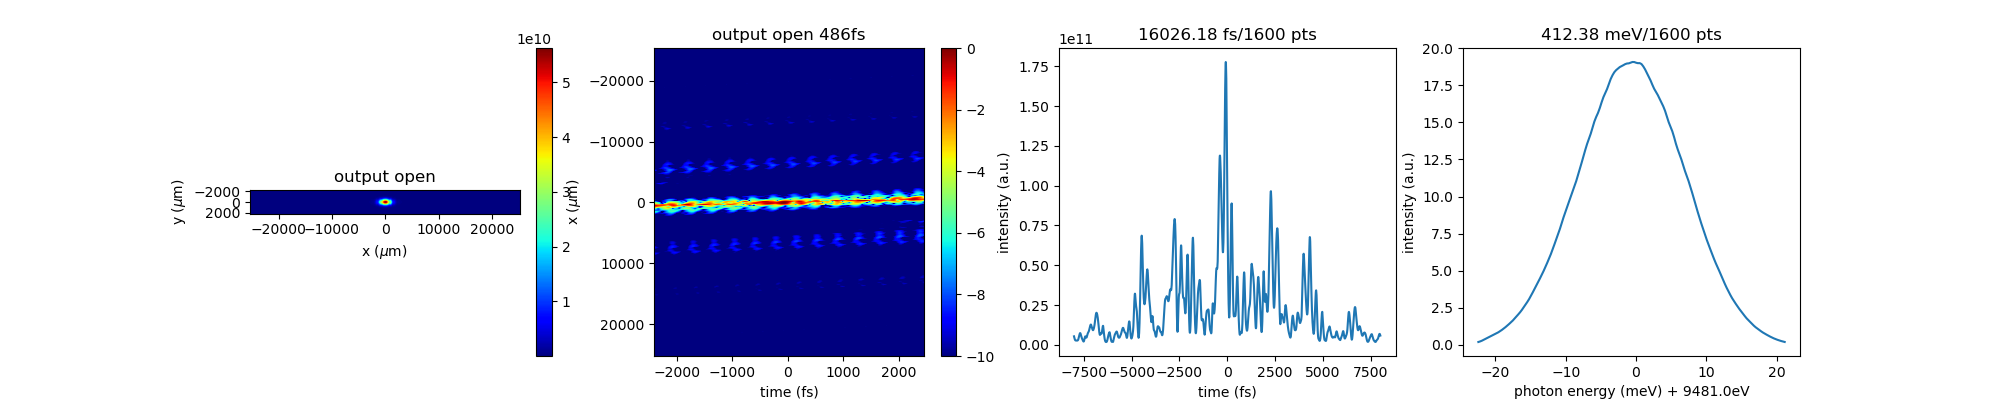 output open
−2000
0
2000
y (μm)
−20000 −10000 0 10000 20000
x (μm)
1e10
5
4
3
2
1
output open 486fs
−20000
−10000
0
10000
20000
x (μm)
−2000 −1000 0 1000 2000
time (fs)
0
−2
−4
−6
−8
−10
16026.18 fs/1600 pts
1e11
1.75
1.50
1.25
1.00
0.75
0.50
0.25
0.00
intensity (a.u.)
−7500 −5000 −2500 0 2500 5000 7500
time (fs)
412.38 meV/1600 pts
20.0
17.5
15.0
12.5
10.0
7.5
5.0
2.5
0.0
intensity (a.u.)
−20 −10 0 10 20
photon energy (meV) + 9481.0eV